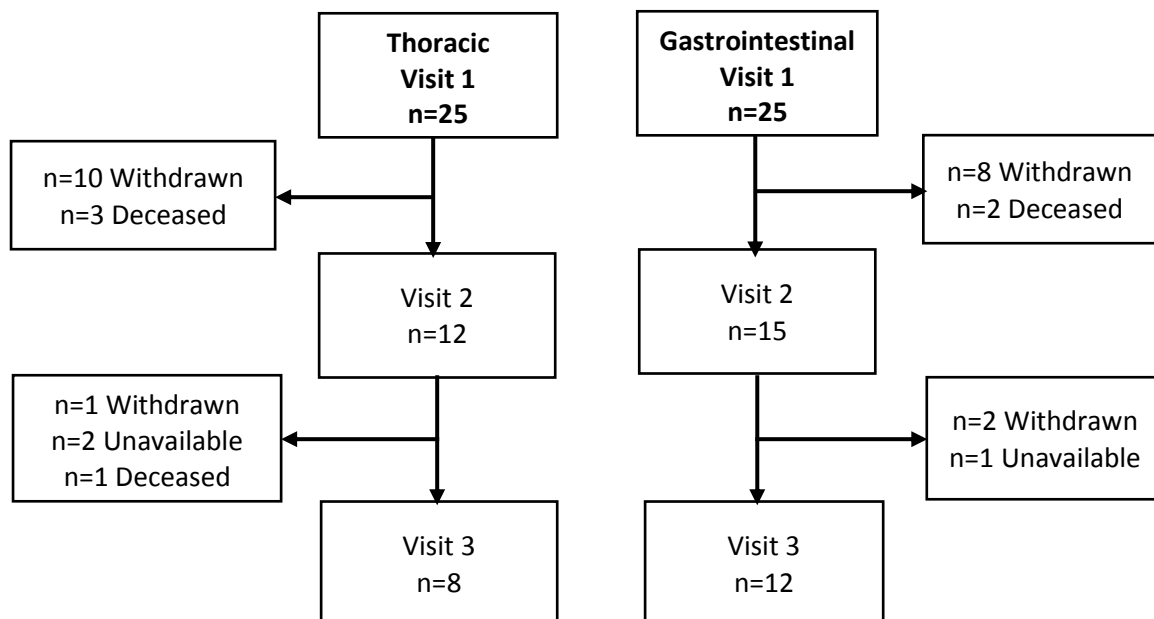 Thoracic
Visit 1
n=25
Gastrointestinal
Visit 1
n=25
n=10 Withdrawn
n=3 Deceased
n=8 Withdrawn
n=2 Deceased
Visit 2
n=12
Visit 2
n=15
n=1 Withdrawn
n=2 Unavailable
n=1 Deceased
n=2 Withdrawn
n=1 Unavailable
Visit 3
n=8
Visit 3
n=12